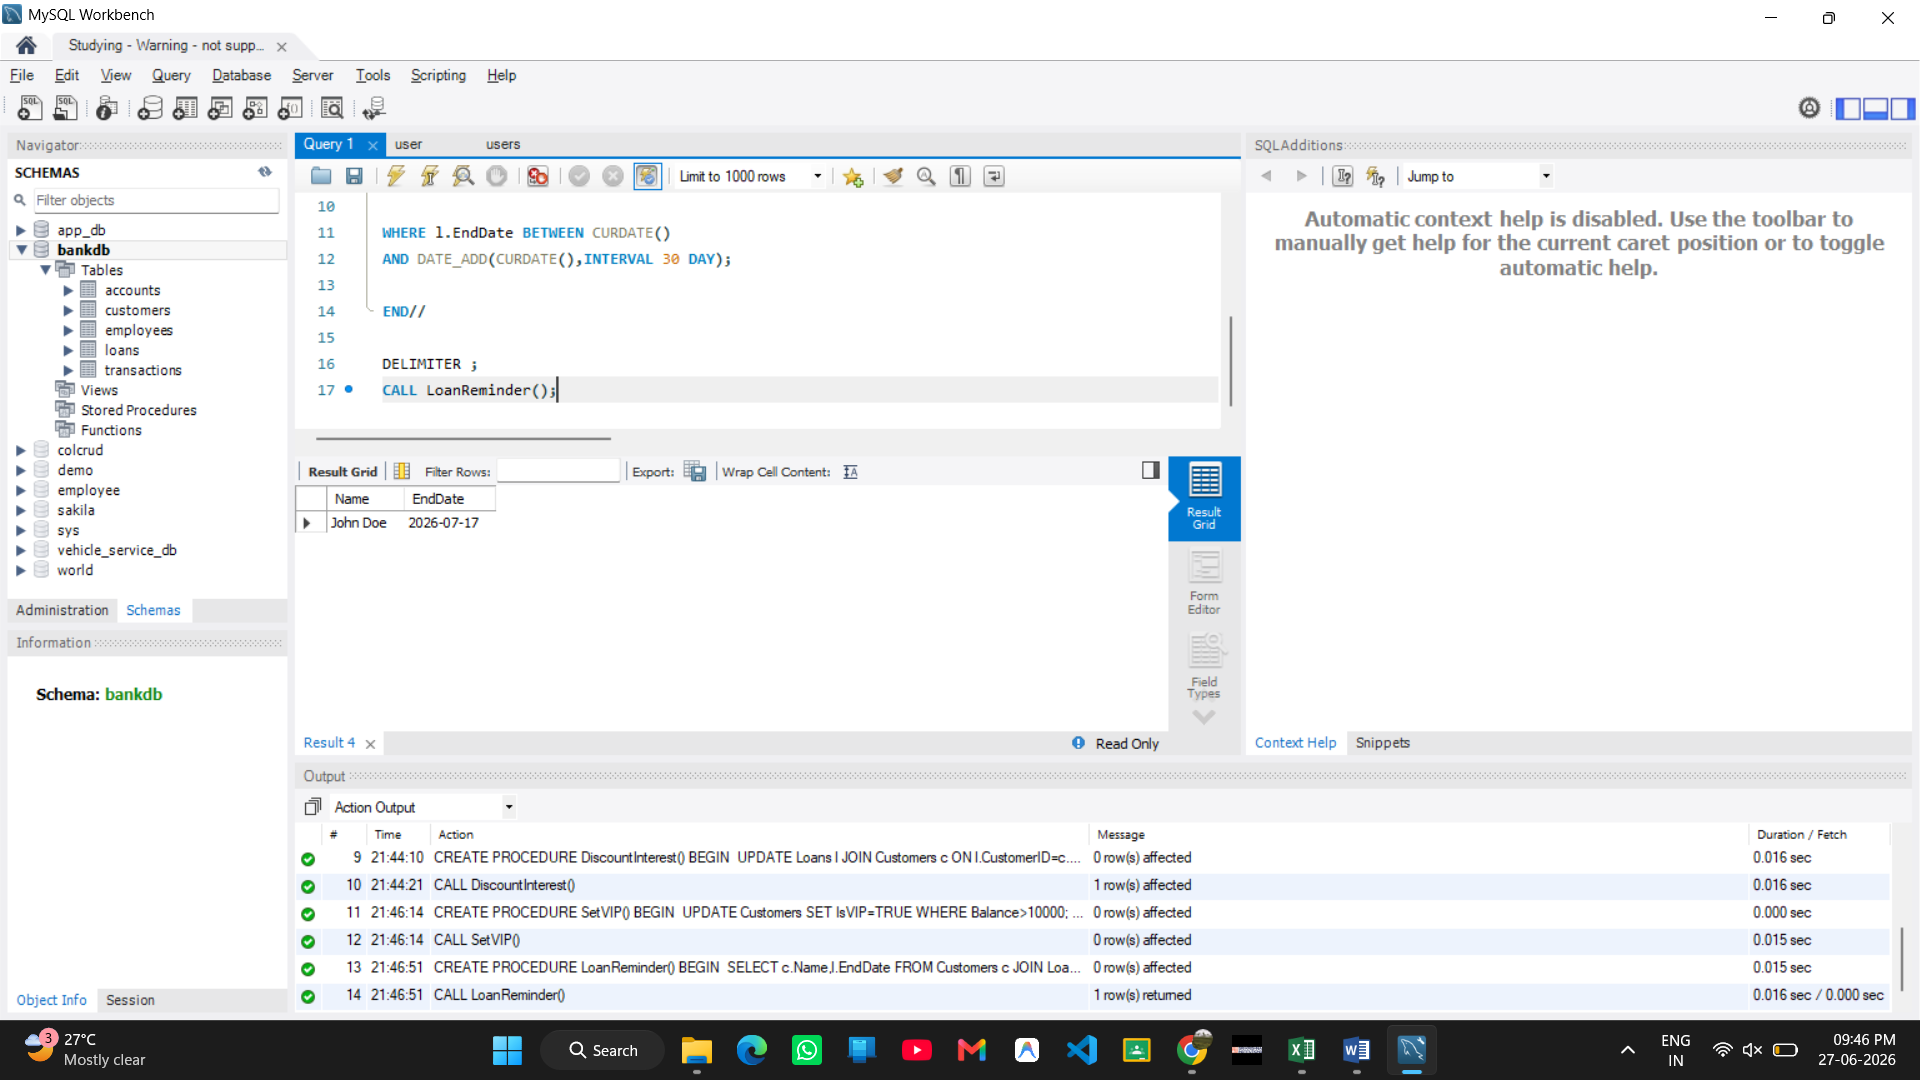 MySQL Workbench
Studying - Warning - not supp...
File Edit View Query Database Server Tools Scripting Help
Navigator
SCHEMAS
Filter objects
app_db
bankdb
Tables
accounts
customers
employees
loans
transactions
Views
Stored Procedures
Functions
colcrud
demo
employee
sakila
sys
vehicle_service_db
world
Administration Schemas
Information
Schema: bankdb
Object Info Session
Query 1 user users
Limit to 1000 rows
10
11 WHERE l.EndDate BETWEEN CURDATE()
12 AND DATE_ADD(CURDATE(),INTERVAL 30 DAY);
13
14 END//
15
16 DELIMITER ;
17 CALL LoanReminder();
Result Grid Filter Rows: Export: Wrap Cell Content:
Name EndDate
John Doe 2026-07-17
Result Grid
Form Editor
Field Types
Result 4 Read Only
SQLAdditions
Jump to
Automatic context help is disabled. Use the toolbar to
manually get help for the current caret position or to toggle
automatic help.
Context Help Snippets
Output
Action Output
# Time Action Message Duration / Fetch
9 21:44:10 CREATE PROCEDURE DiscountInterest() BEGIN UPDATE Loans l JOIN Customers c ON l.CustomerID=c.... 0 row(s) affected 0.016 sec
10 21:44:21 CALL DiscountInterest() 1 row(s) affected 0.016 sec
11 21:46:14 CREATE PROCEDURE SetVIP() BEGIN UPDATE Customers SET IsVIP=TRUE WHERE Balance>10000; ... 0 row(s) affected 0.000 sec
12 21:46:14 CALL SetVIP() 0 row(s) affected 0.015 sec
13 21:46:51 CREATE PROCEDURE LoanReminder() BEGIN SELECT c.Name,l.EndDate FROM Customers c JOIN Loa... 0 row(s) affected 0.015 sec
14 21:46:51 CALL LoanReminder() 1 row(s) returned 0.016 sec / 0.000 sec
3
27°C
Mostly clear
Search
ENG
IN
09:46 PM
27-06-2026